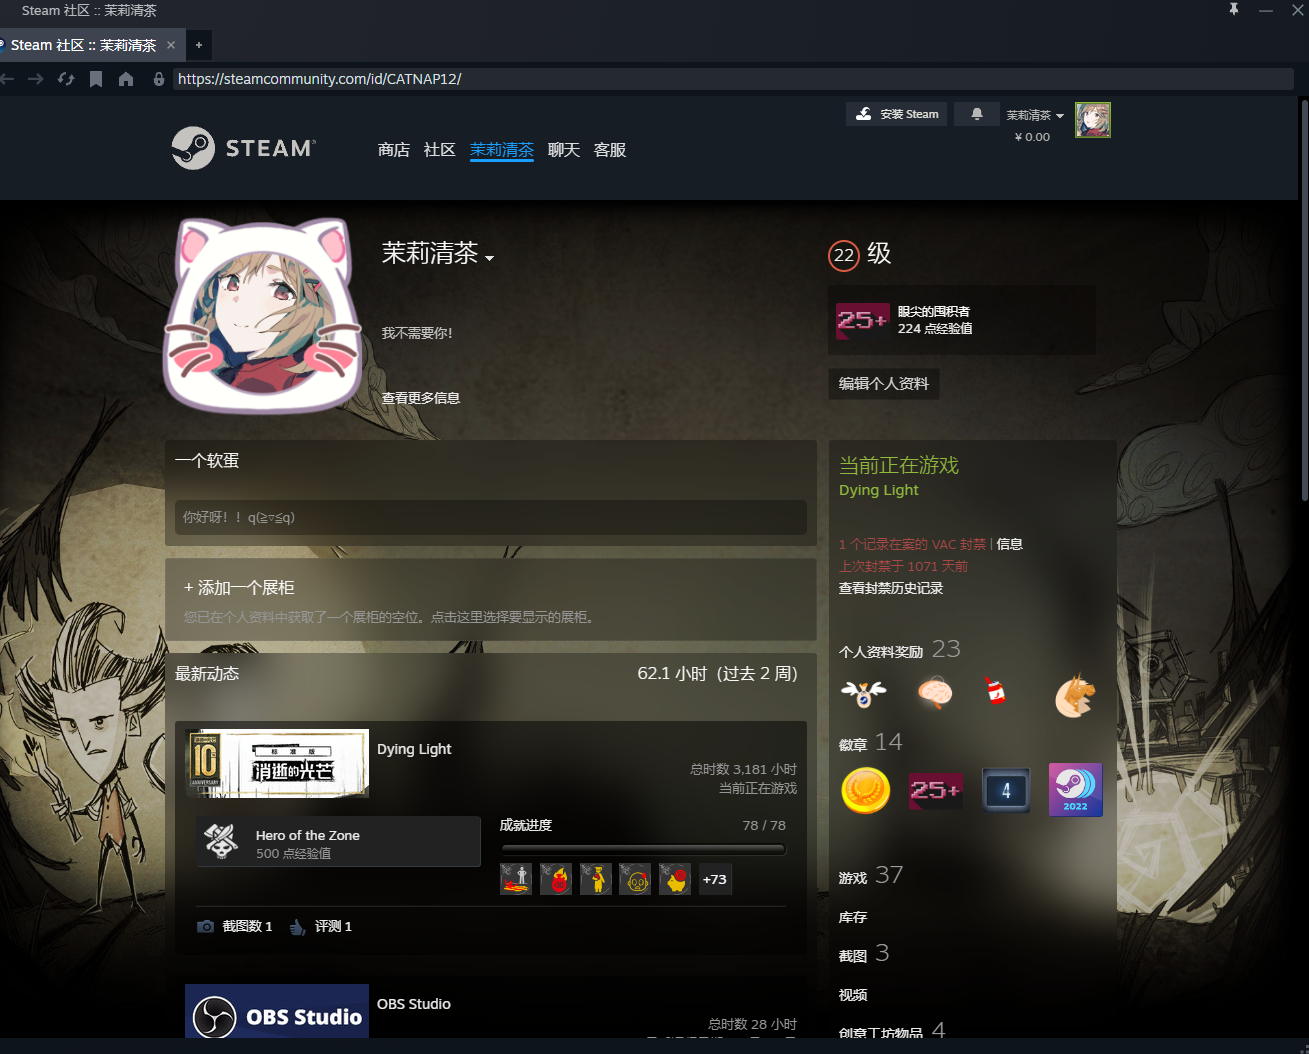 Steam 社区 :: 茉莉清茶
Steam 社区 :: 茉莉清茶
https://steamcommunity.com/id/CATNAP12/
安装 Steam
茉莉清茶
¥ 0.00
STEAM
商店 社区 茉莉清茶 聊天 客服
茉莉清茶
我不需要你！
查看更多信息
22 级
25+
眼尖的囤积者
224 点经验值
编辑个人资料
一个软蛋
你好呀！！q(≧▽≦q)
+ 添加一个展柜
您已在个人资料中获取了一个展柜的空位。点击这里选择要显示的展柜。
最新动态
62.1 小时（过去 2 周）
10
ANNIVERSARY
标准版
消逝的光芒
Dying Light
总时数 3,181 小时
当前正在游戏
Hero of the Zone
500 点经验值
成就进度
78 / 78
+73
截图数 1
评测 1
OBS Studio
OBS Studio
总时数 28 小时
当前正在游戏
Dying Light
1 个记录在案的 VAC 封禁 | 信息
上次封禁于 1071 天前
查看封禁历史记录
个人资料奖励 23
徽章 14
25+
4
2022
游戏 37
库存
截图 3
视频
创意工坊物品 4